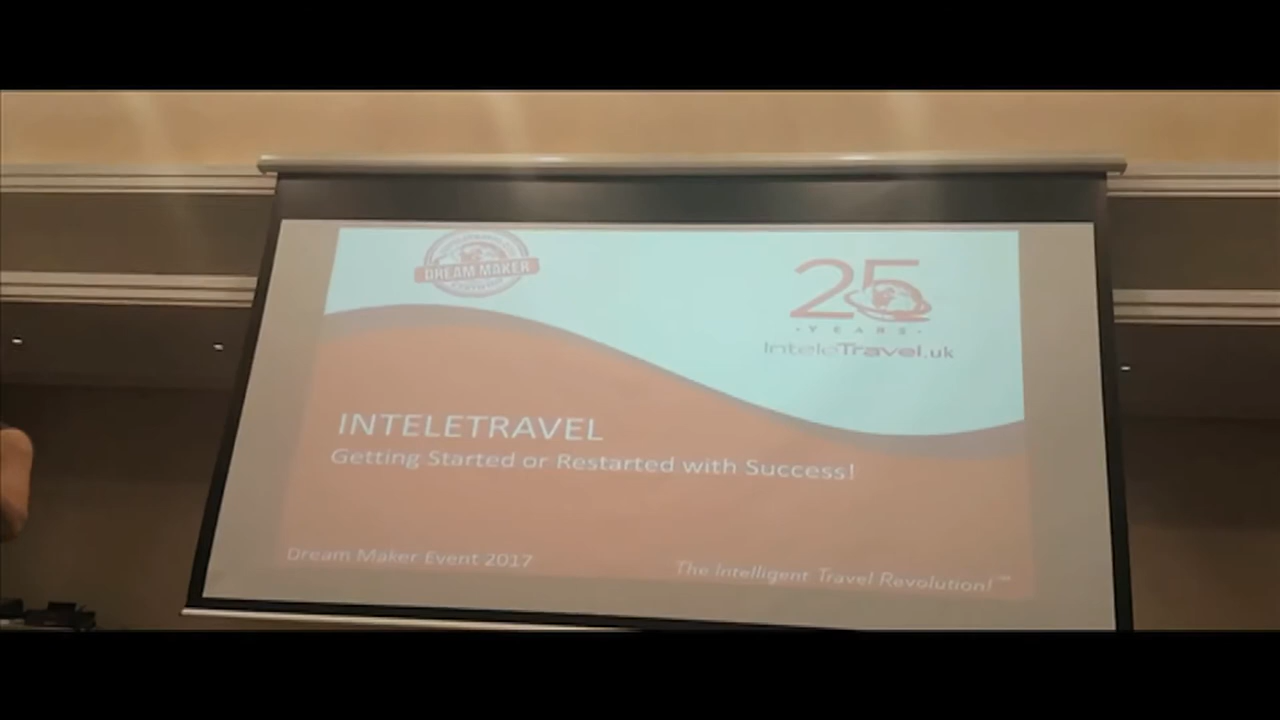 DREAM MAKER
25
YEARS
InteleTravel.uk
INTELETRAVEL
Getting Started or Restarted with Success!
Dream Maker Event 2017
The Intelligent Travel Revolution!℠